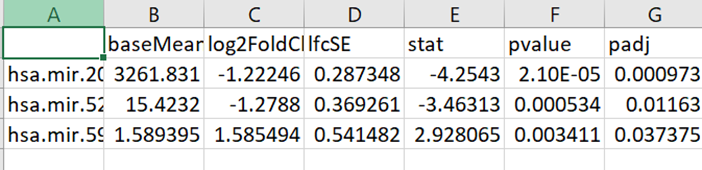 A B C D E F G
baseMean log2FoldCl lfcSE stat pvalue padj
hsa.mir.20 3261.831 -1.22246 0.287348 -4.2543 2.10E-05 0.000973
hsa.mir.52 15.4232 -1.2788 0.369261 -3.46313 0.000534 0.01163
hsa.mir.59 1.589395 1.585494 0.541482 2.928065 0.003411 0.037375